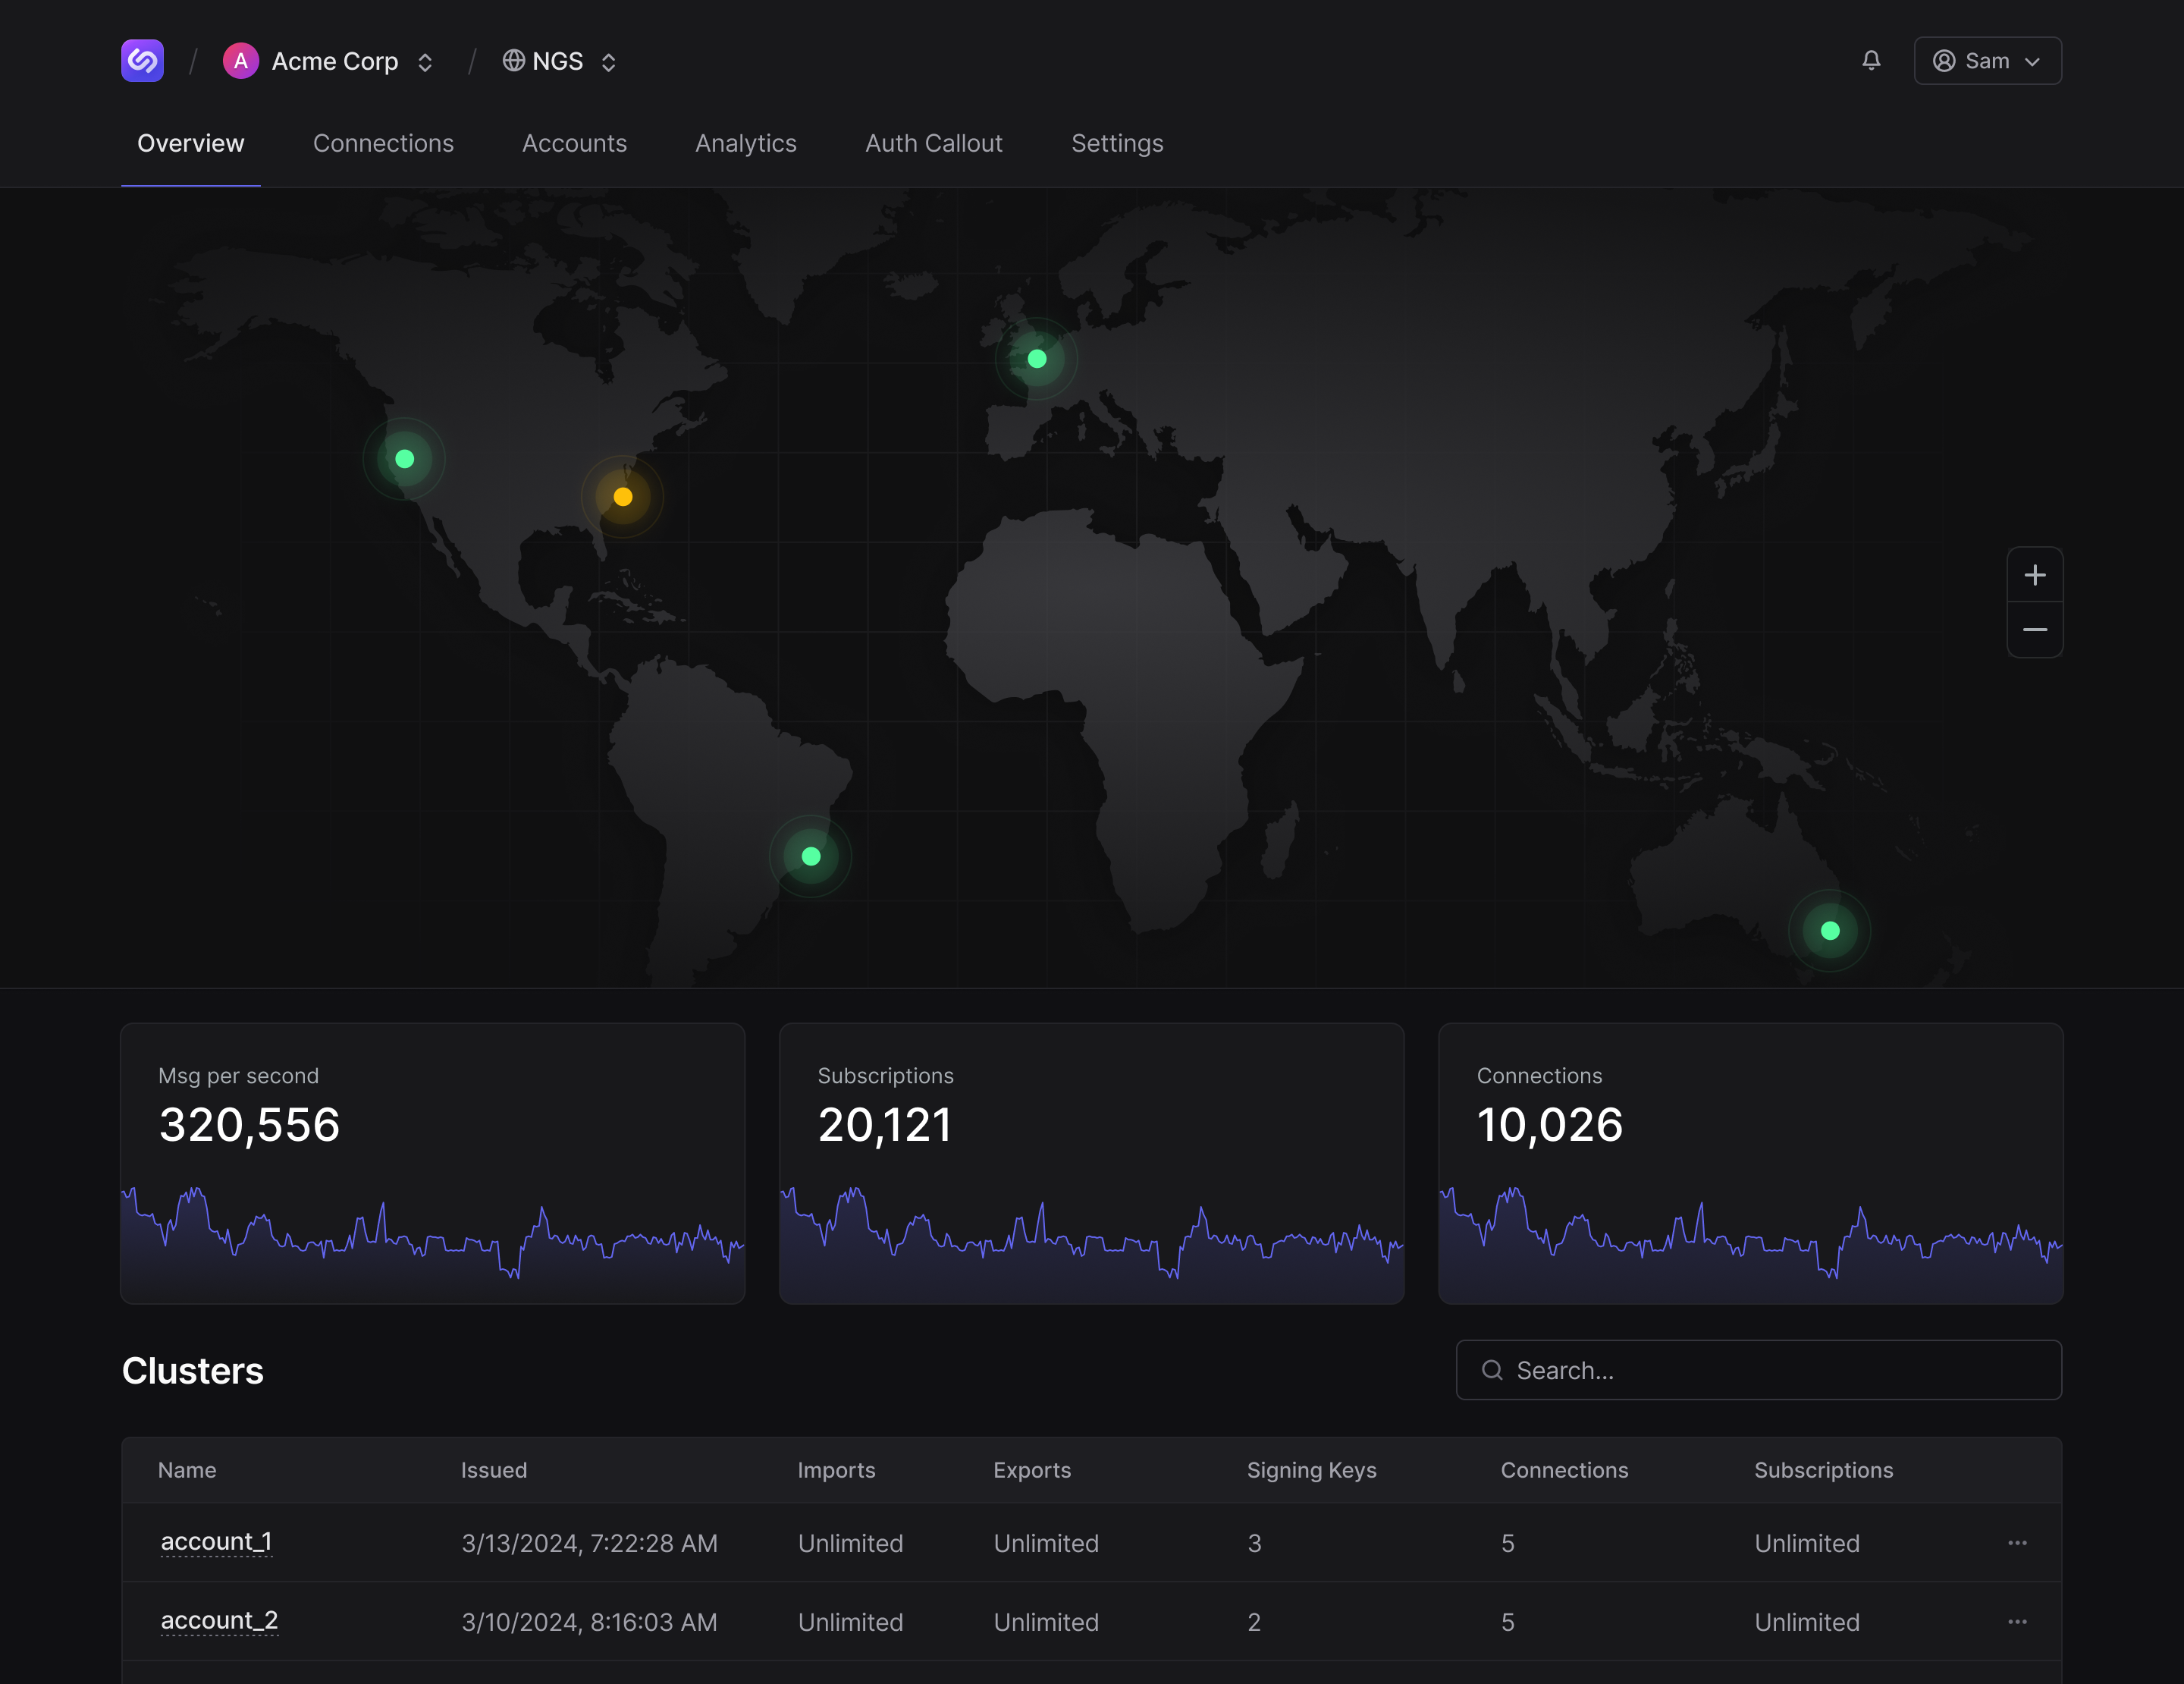 / A Acme Corp / NGS Sam
Overview Connections Accounts Analytics Auth Callout Settings
Msg per second
320,556
Subscriptions
20,121
Connections
10,026
Clusters
Search...
Name Issued Imports Exports Signing Keys Connections Subscriptions
account_1 3/13/2024, 7:22:28 AM Unlimited Unlimited 3 5 Unlimited
account_2 3/10/2024, 8:16:03 AM Unlimited Unlimited 2 5 Unlimited